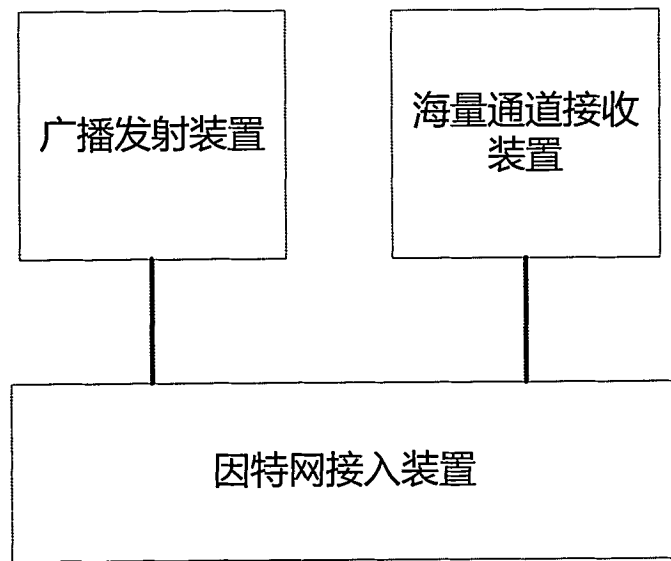 广播发射装置
海量通道接收
装置
因特网接入装置